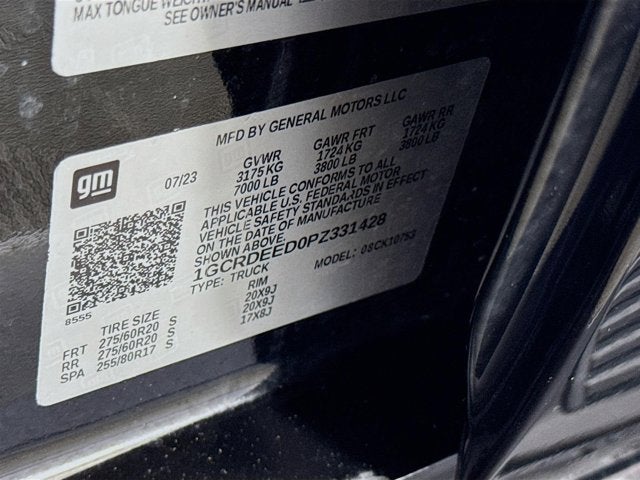 MAX TONGUE WEIGHT
SEE OWNER'S MANUAL
MFD BY GENERAL MOTORS LLC
gm
07/23
GVWR GAWR FRT GAWR RR
3175 KG 1724 KG 1724 KG
7000 LB 3800 LB 3800 LB
THIS VEHICLE CONFORMS TO ALL
APPLICABLE U.S. FEDERAL MOTOR
VEHICLE SAFETY STANDARDS IN EFFECT
ON THE DATE OF MANUFACTURE
SHOWN ABOVE.
1GCRDEED0PZ331428
TYPE: TRUCK MODEL: 08CK10753
8555
TIRE SIZE RIM
FRT 275/60R20 S 20X9J
RR 275/60R20 S 20X9J
SPA 255/80R17 S 17X8J